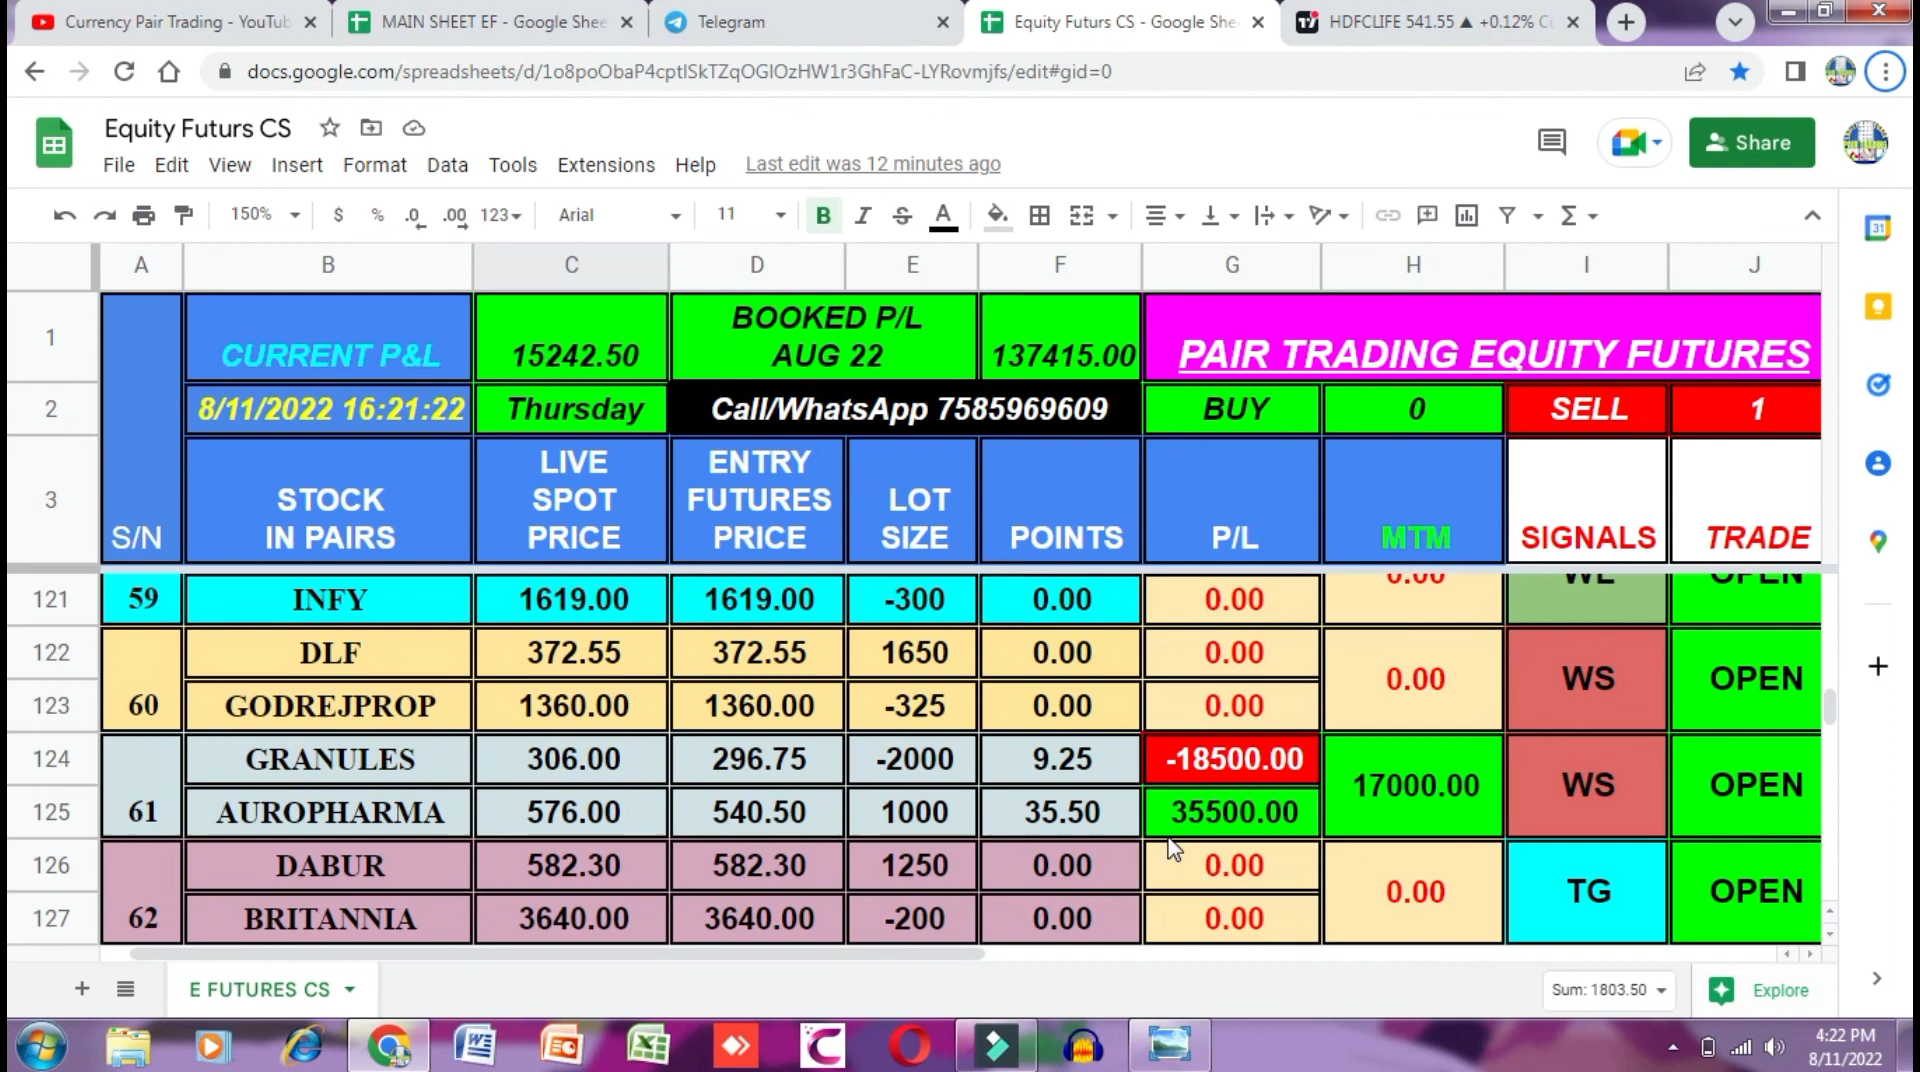 Currency Pair Trading - YouTub
MAIN SHEET EF - Google Shee
Telegram
Equity Futurs CS - Google She
HDFCLIFE 541.55 ▲ +0.12% Cu
docs.google.com/spreadsheets/d/1o8poObaP4cptISkTZqOGIOzHW1r3GhFaC-LYRovmjfs/edit#gid=0
Equity Futurs CS
Share
File Edit View Insert Format Data Tools Extensions Help Last edit was 12 minutes ago
150% $ % .0 .00 123 Arial 11 B I S A Σ
31
A B C D E F G H I J
1 CURRENT P&L 15242.50 BOOKED P/L AUG 22 137415.00 PAIR TRADING EQUITY FUTURES
2 8/11/2022 16:21:22 Thursday Call/WhatsApp 7585969609 BUY 0 SELL 1
3 S/N STOCK IN PAIRS LIVE SPOT PRICE ENTRY FUTURES PRICE LOT SIZE POINTS P/L MTM SIGNALS TRADE
121 59 INFY 1619.00 1619.00 -300 0.00 0.00 0.00 WL OPEN
122 DLF 372.55 372.55 1650 0.00 0.00 0.00 WS OPEN
123 60 GODREJPROP 1360.00 1360.00 -325 0.00 0.00
124 GRANULES 306.00 296.75 -2000 9.25 -18500.00 17000.00 WS OPEN
125 61 AUROPHARMA 576.00 540.50 1000 35.50 35500.00
126 DABUR 582.30 582.30 1250 0.00 0.00 0.00 TG OPEN
127 62 BRITANNIA 3640.00 3640.00 -200 0.00 0.00
E FUTURES CS
Sum: 1803.50
Explore
4:22 PM
8/11/2022